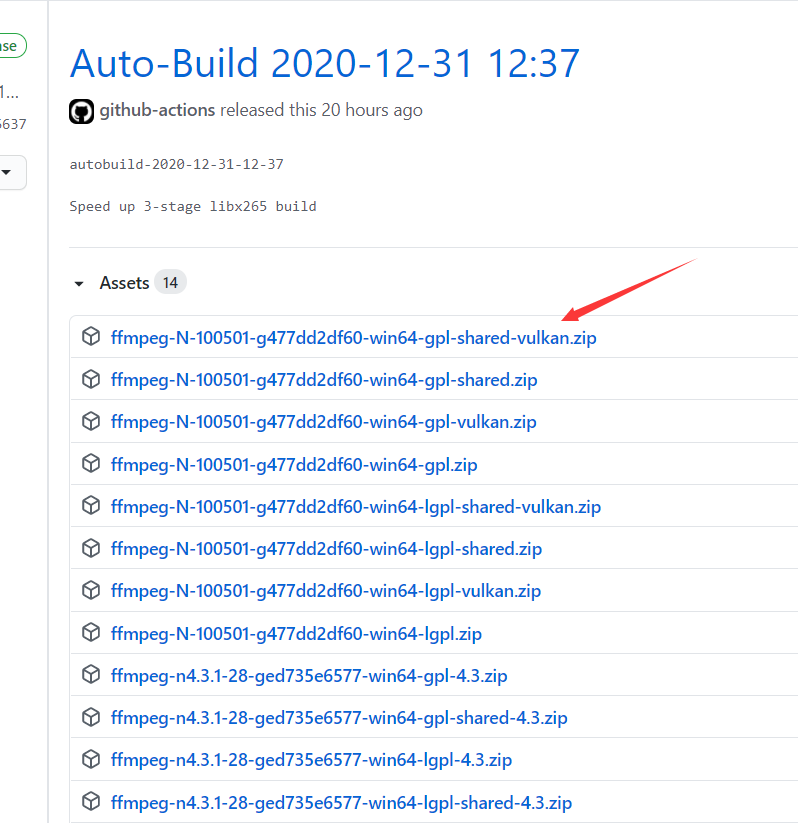 Auto-Build 2020-12-31 12:37
github-actions released this 20 hours ago
autobuild-2020-12-31-12-37
Speed up 3-stage libx265 build
Assets 14
ffmpeg-N-100501-g477dd2df60-win64-gpl-shared-vulkan.zip
ffmpeg-N-100501-g477dd2df60-win64-gpl-shared.zip
ffmpeg-N-100501-g477dd2df60-win64-gpl-vulkan.zip
ffmpeg-N-100501-g477dd2df60-win64-gpl.zip
ffmpeg-N-100501-g477dd2df60-win64-lgpl-shared-vulkan.zip
ffmpeg-N-100501-g477dd2df60-win64-lgpl-shared.zip
ffmpeg-N-100501-g477dd2df60-win64-lgpl-vulkan.zip
ffmpeg-N-100501-g477dd2df60-win64-lgpl.zip
ffmpeg-n4.3.1-28-ged735e6577-win64-gpl-4.3.zip
ffmpeg-n4.3.1-28-ged735e6577-win64-gpl-shared-4.3.zip
ffmpeg-n4.3.1-28-ged735e6577-win64-lgpl-4.3.zip
ffmpeg-n4.3.1-28-ged735e6577-win64-lgpl-shared-4.3.zip